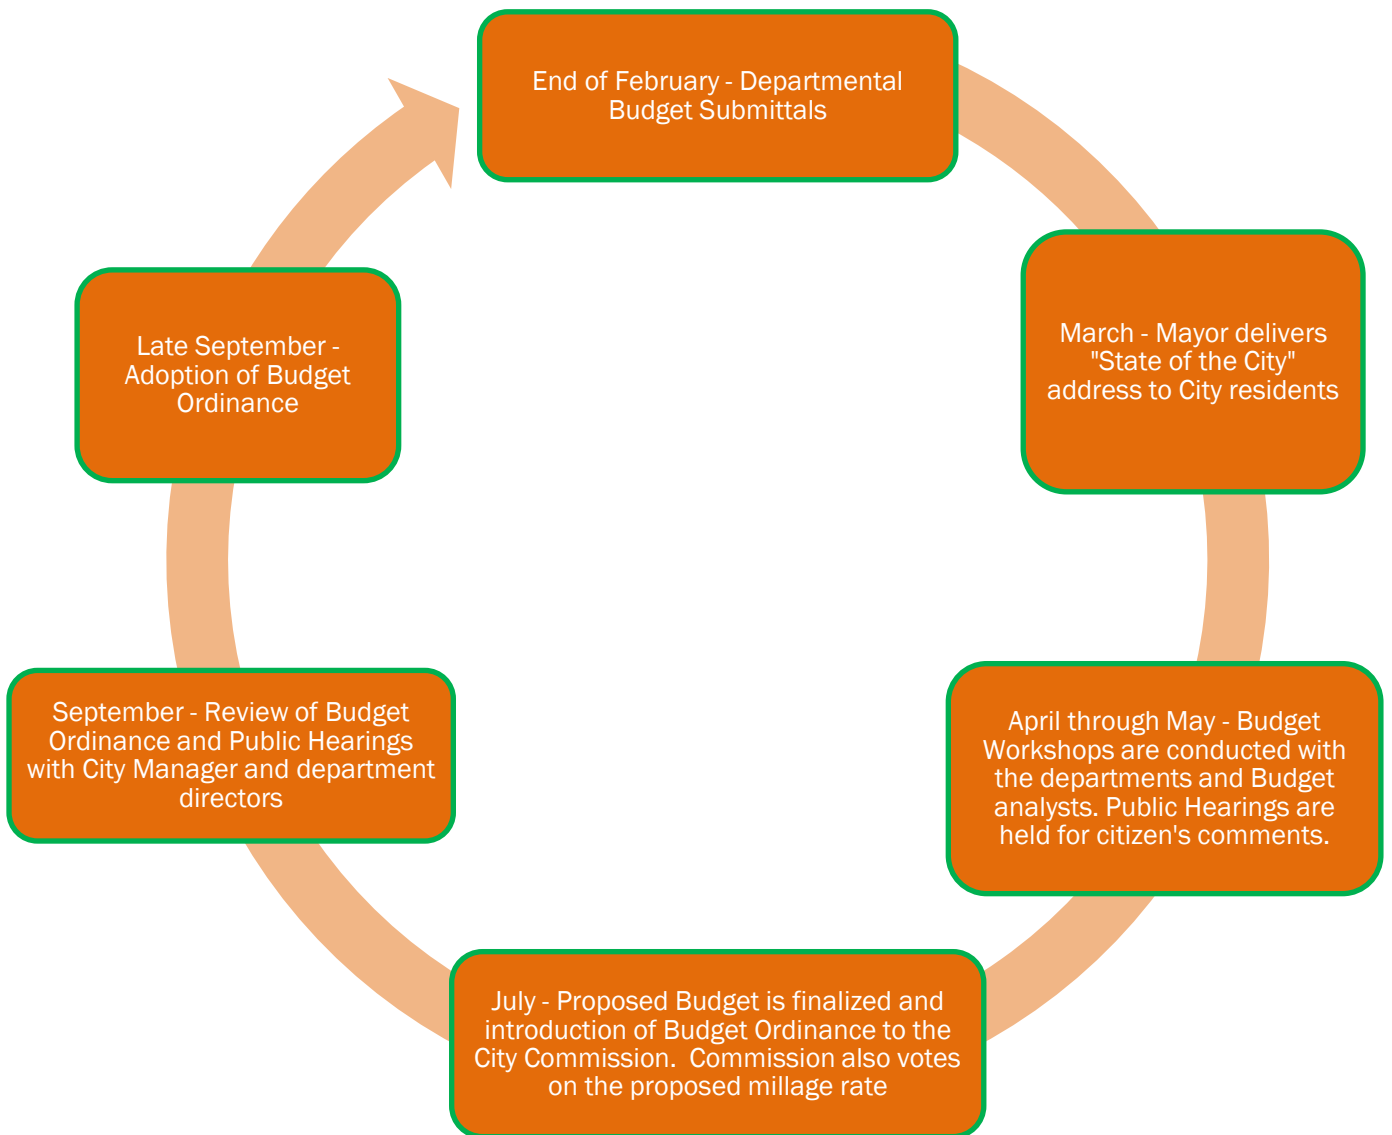 End of February - Departmental
Budget Submittals
March - Mayor delivers
"State of the City"
address to City residents
April through May - Budget
Workshops are conducted with
the departments and Budget
analysts. Public Hearings are
held for citizen's comments.
July - Proposed Budget is finalized and
introduction of Budget Ordinance to the
City Commission.  Commission also votes
on the proposed millage rate
September - Review of Budget
Ordinance and Public Hearings
with City Manager and department
directors
Late September -
Adoption of Budget
Ordinance